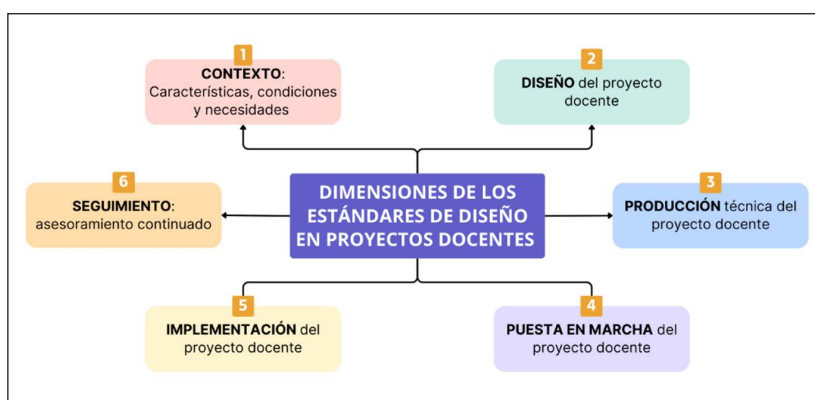 1
CONTEXTO:
Características, condiciones
y necesidades
2
DISEÑO del proyecto
docente
6
SEGUIMIENTO:
asesoramiento continuado
DIMENSIONES DE LOS
ESTÁNDARES DE DISEÑO
EN PROYECTOS DOCENTES
3
PRODUCCIÓN técnica del
proyecto docente
5
IMPLEMENTACIÓN del
proyecto docente
4
PUESTA EN MARCHA del
proyecto docente